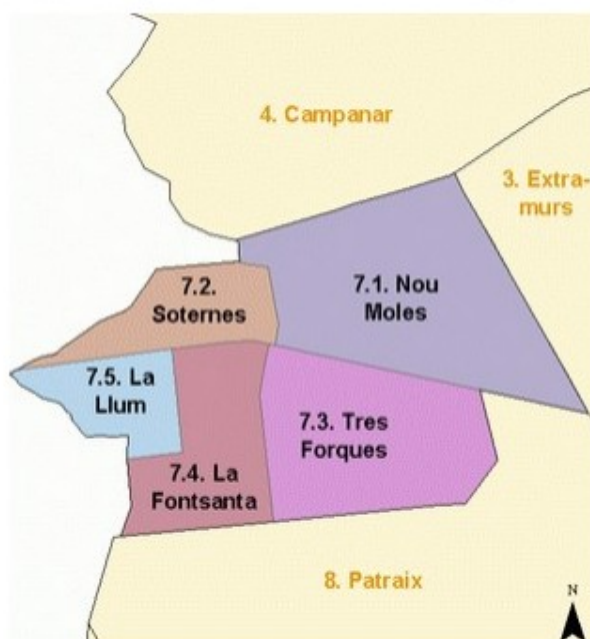 4. Campanar
3. Extra-
murs
7.1. Nou
Moles
7.2.
Soternes
7.5. La
Llum
7.3. Tres
Forques
7.4. La
Fontsanta
8. Patraix
N